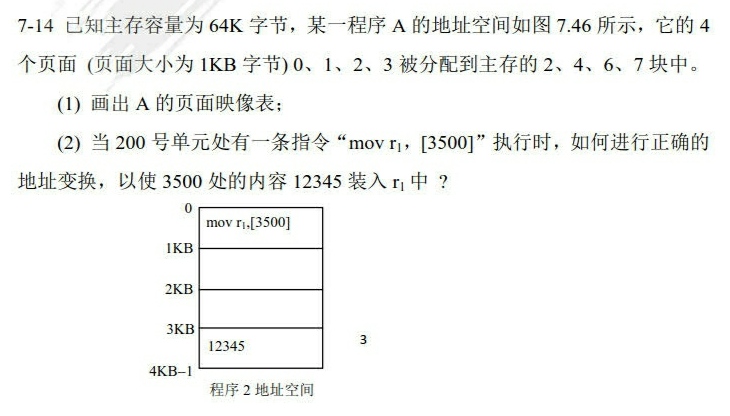 7-14 已知主存容量为 64K 字节，某一程序 A 的地址空间如图 7.46 所示，它的 4
个页面 (页面大小为 1KB 字节) 0、1、2、3 被分配到主存的 2、4、6、7 块中。
(1) 画出 A 的页面映像表；
(2) 当 200 号单元处有一条指令“mov r₁，[3500]”执行时，如何进行正确的
地址变换，以使 3500 处的内容 12345 装入 r₁ 中 ？
0
mov r₁,[3500]
1KB
2KB
3KB
12345
3
4KB–1
程序 2 地址空间